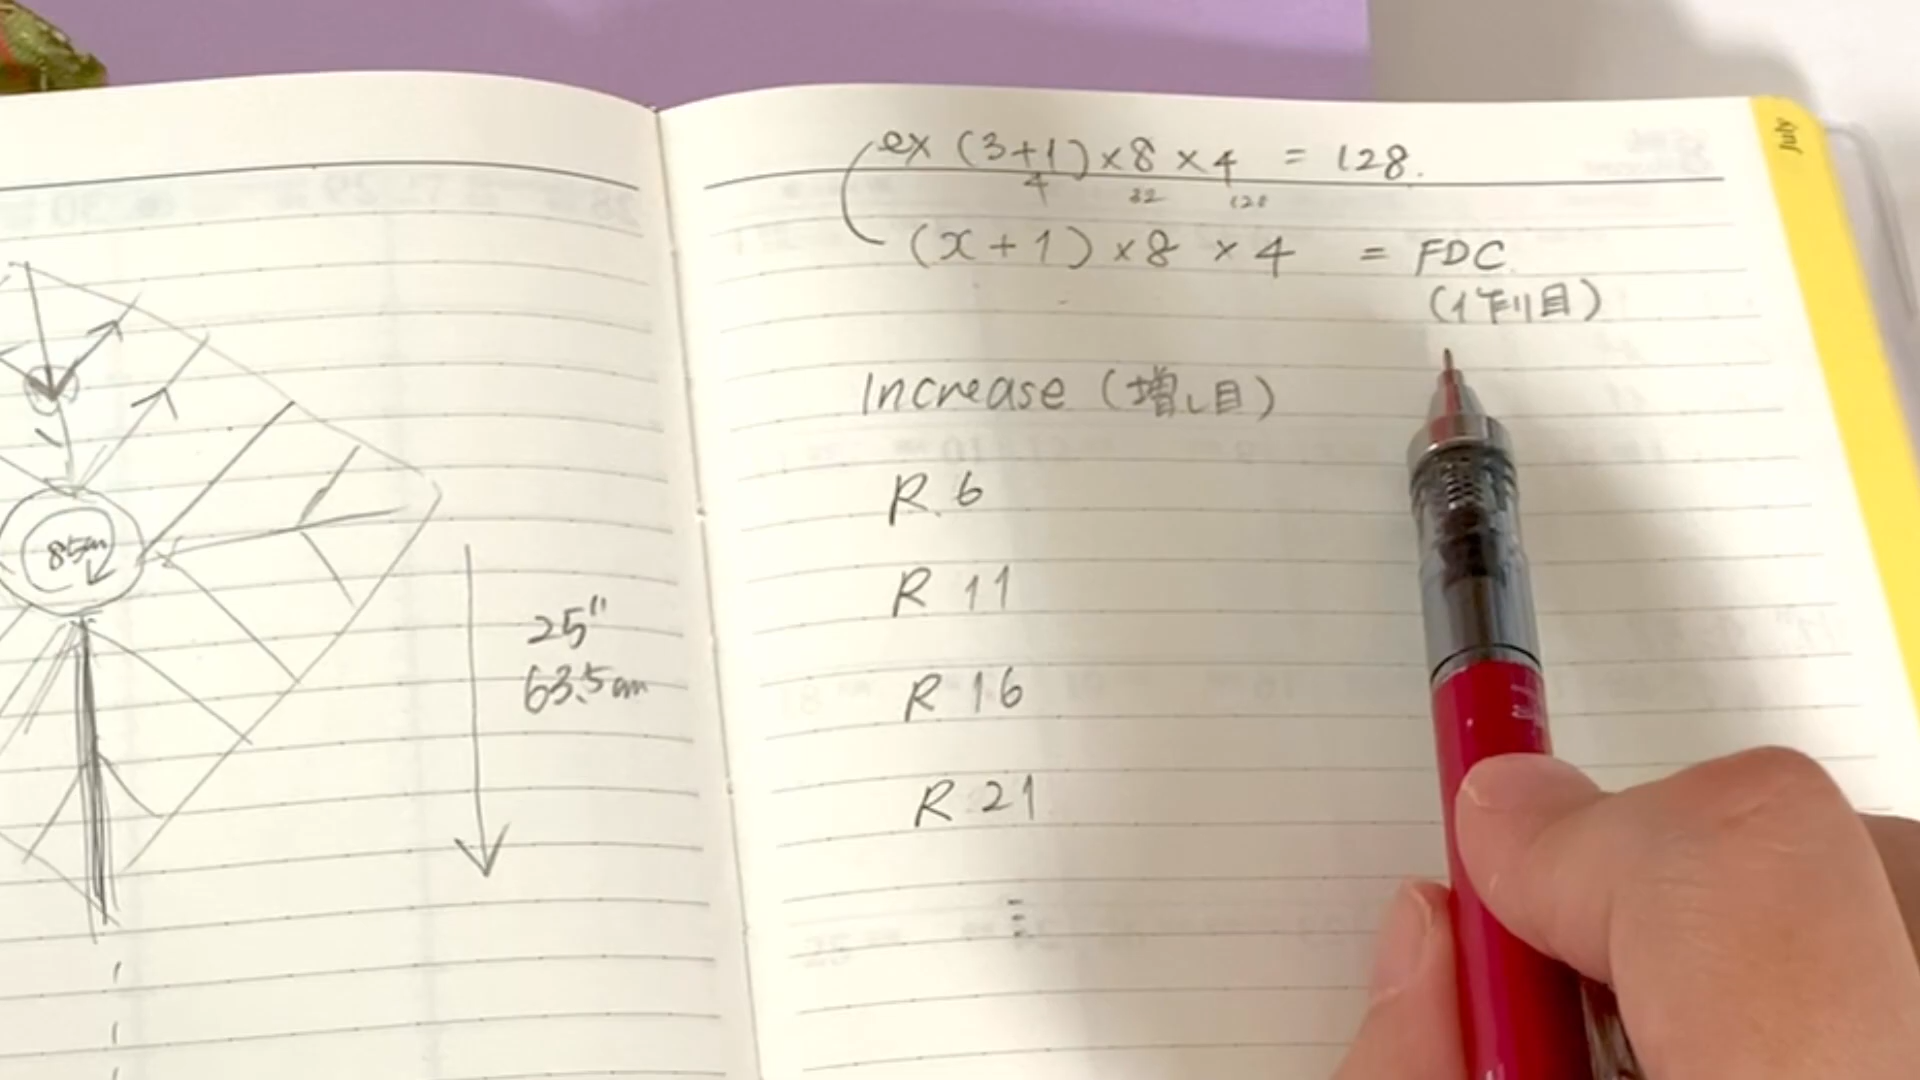 8.5cm
25"
63.5cm
ex (3+1)×8×4 = 128.
4 32 128
(x+1)×8×4 = FDC
(1作り目)
Increase (増し目)
R.6
R 11
R 16
R 21
July